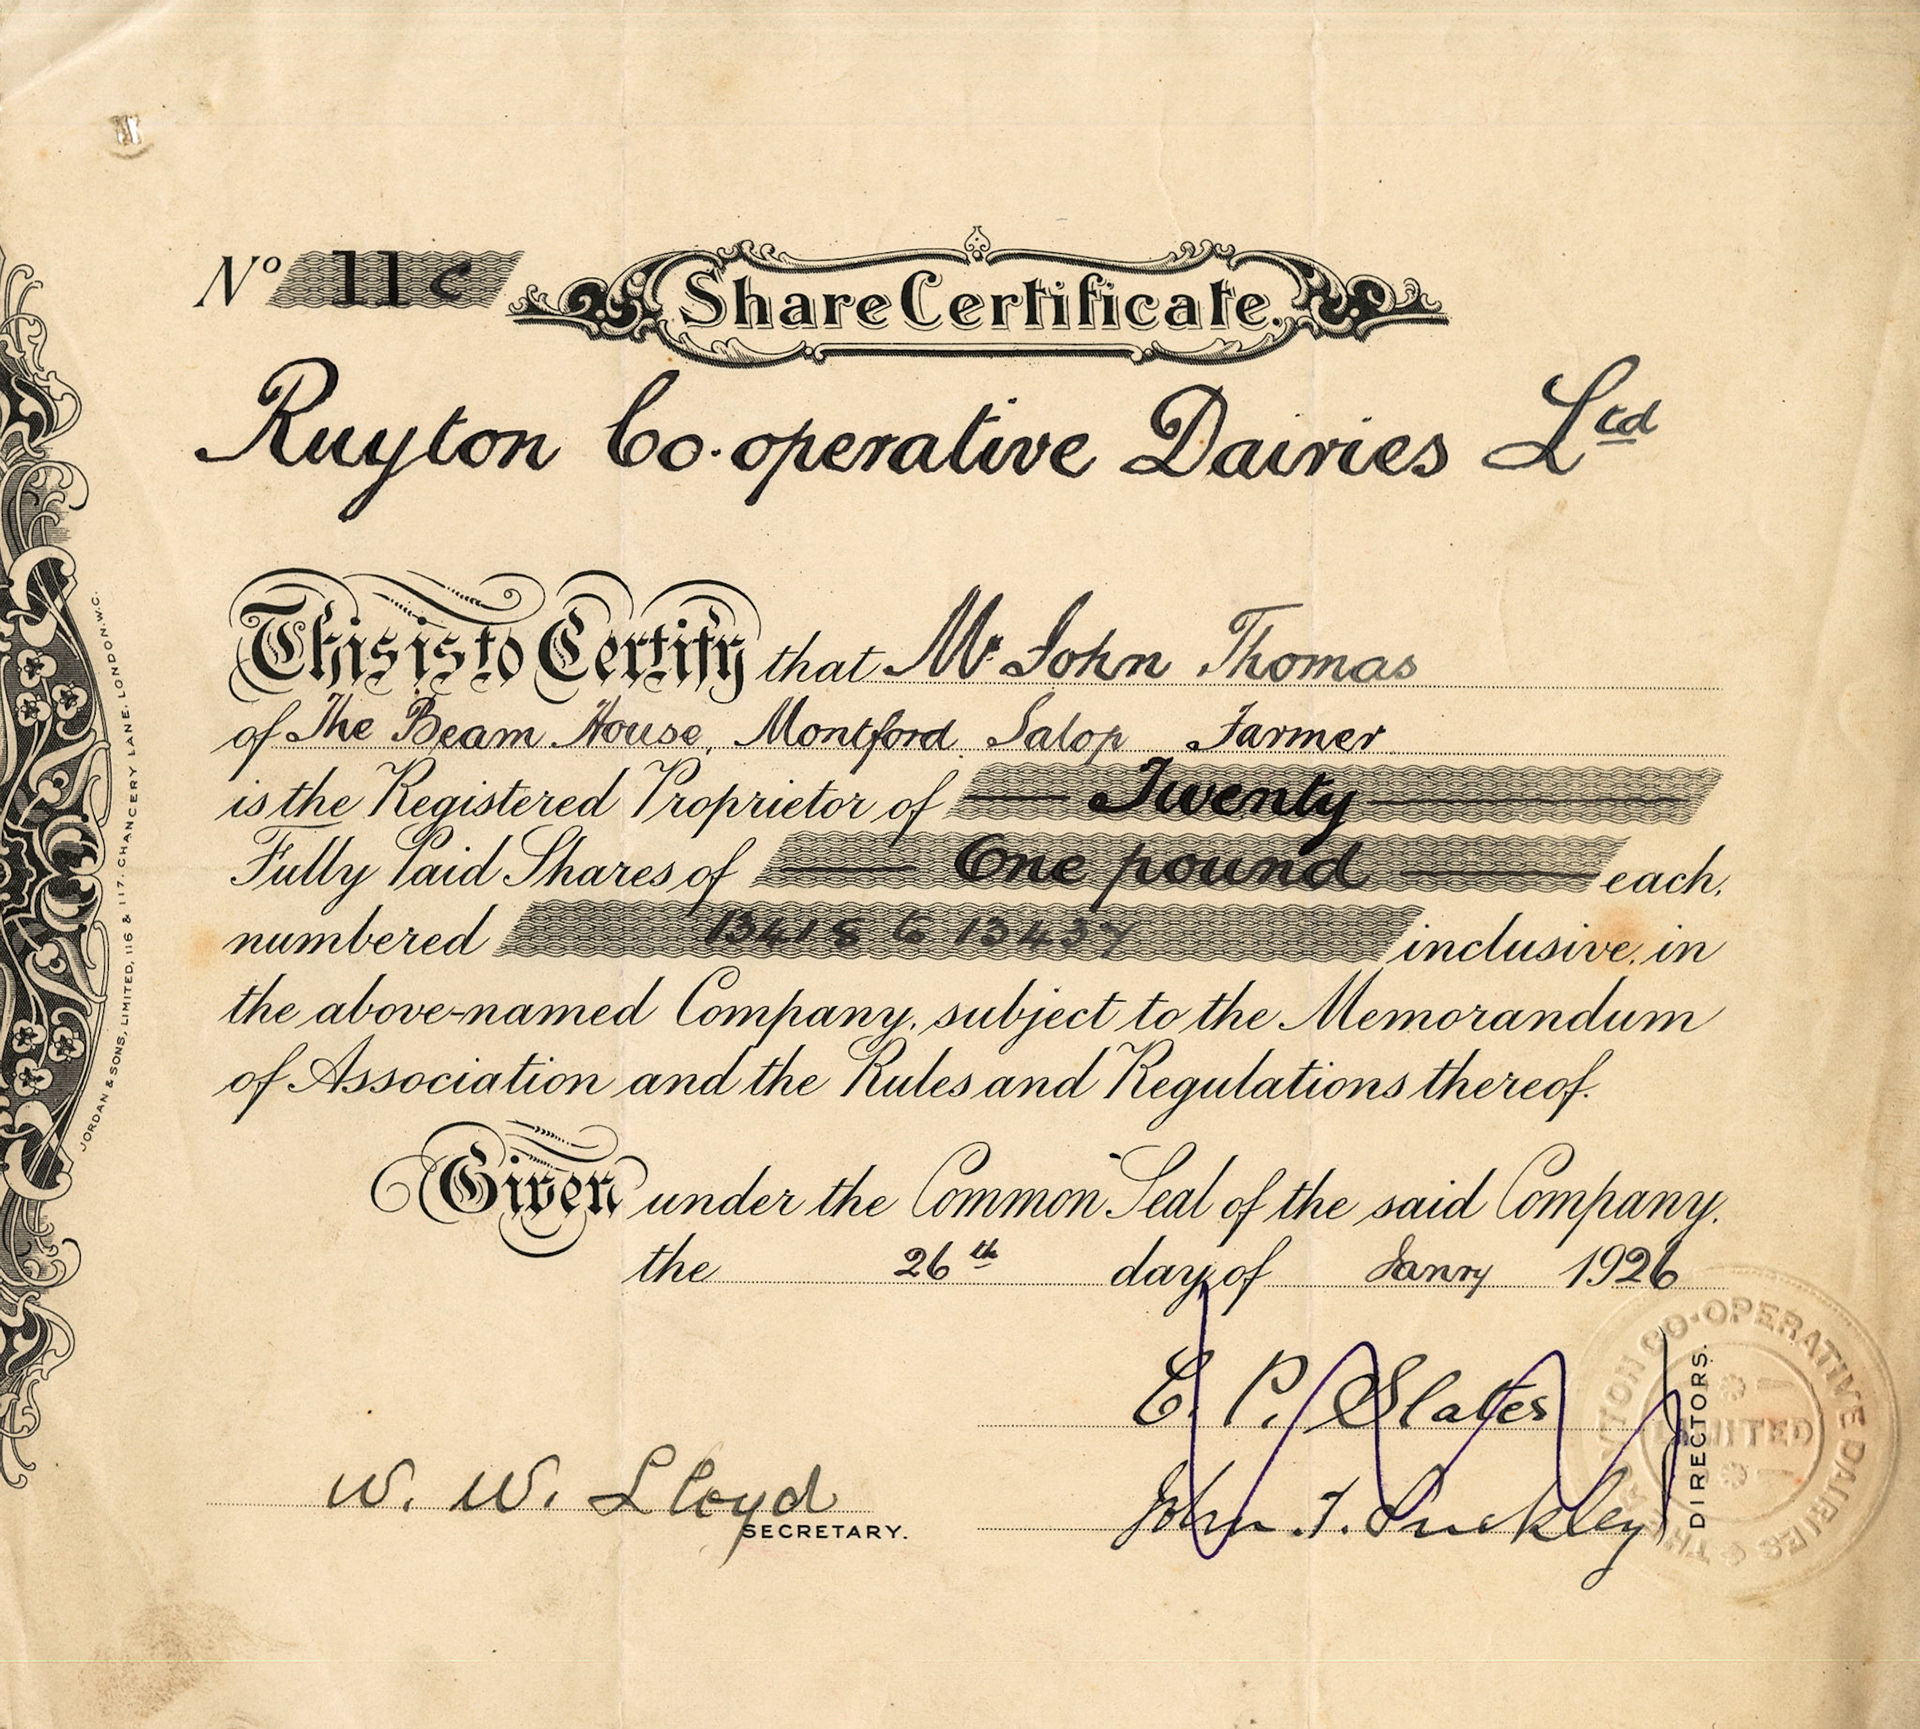 Nº 11c
Share Certificate.
Ruyton Co-operative Dairies Ltd
This is to Certify that Mr John Thomas
of The Beam House, Montford Salop Farmer
is the Registered Proprietor of Twenty
Fully Paid Shares of One pound each,
numbered 13418 to 13437 inclusive, in
the above-named Company, subject to the Memorandum
of Association and the Rules and Regulations thereof.
Given under the Common Seal of the said Company.
the 26th day of Janry 1926
E. P.
W. W. Lloyd
SECRETARY.
John
DIRECTORS.
RUYTON CO-OPERATIVE DAIRIES
LIMITED
JORDAN & SONS, LIMITED, 116 & 117. CHANCERY LANE, LONDON.W.C.